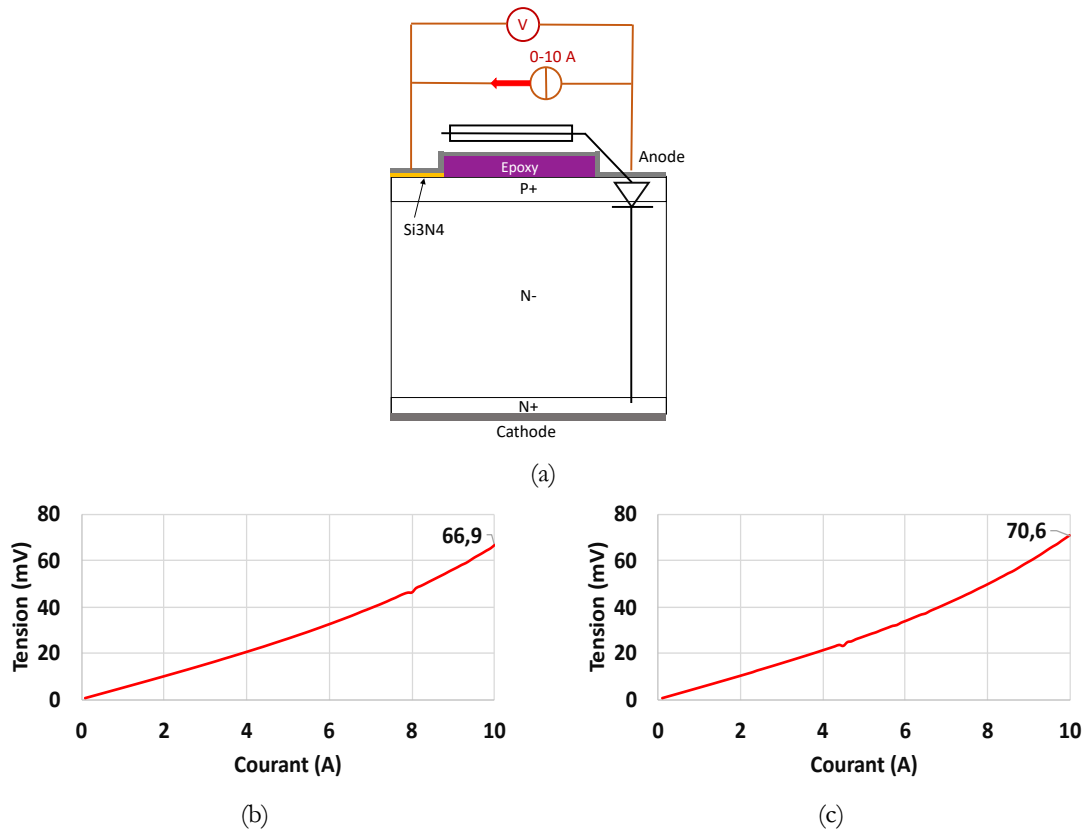 V
0-10 A
Epoxy
Anode
P+
Si3N4
N-
N+
Cathode
(a)
80
60
40
20
0
Tension (mV)
66,9
0 2 4 6 8 10
Courant (A)
(b)
80
60
40
20
0
Tension (mV)
70,6
0 2 4 6 8 10
Courant (A)
(c)